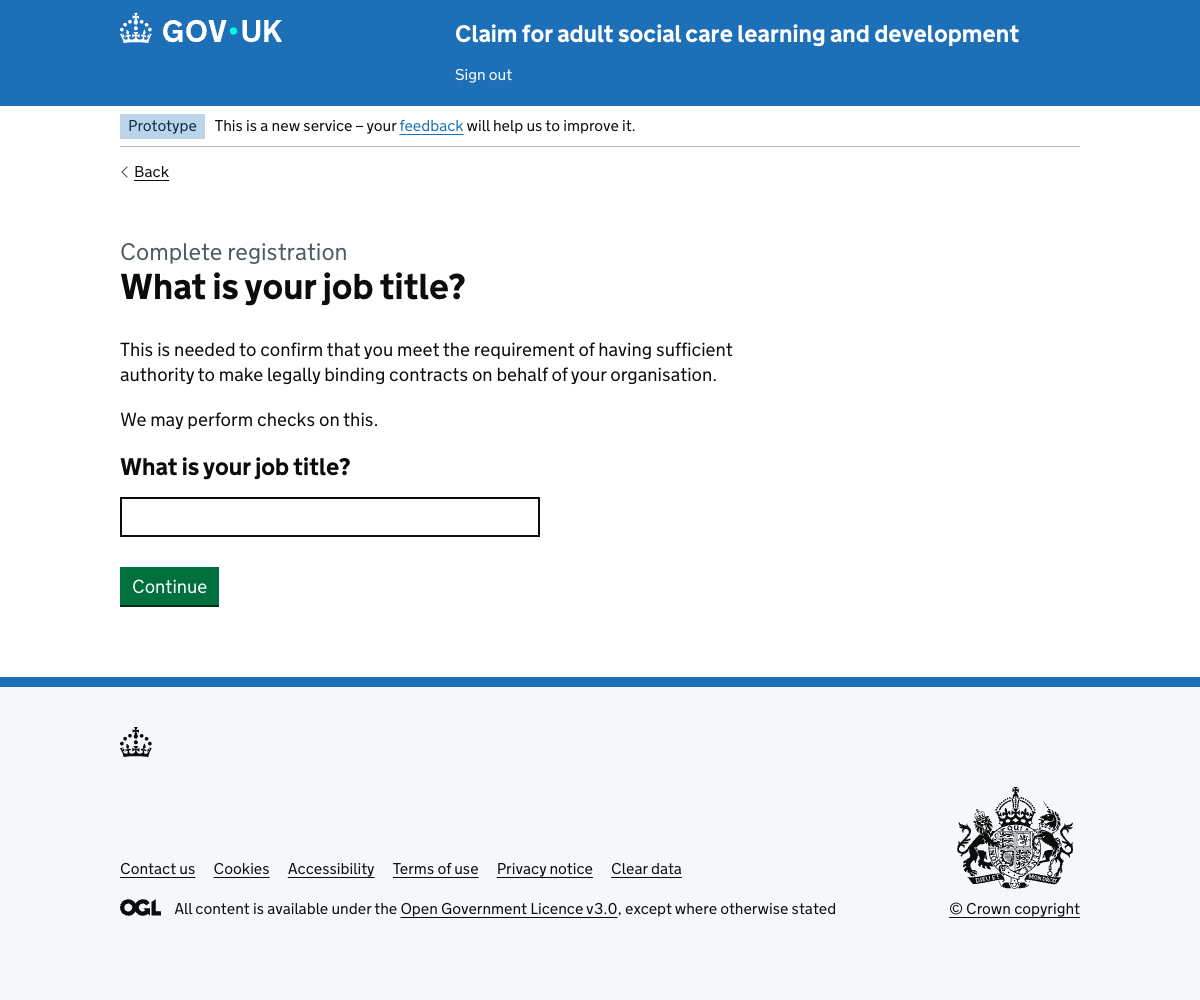 GOV·UK
Claim for adult social care learning and development
Sign out
Prototype This is a new service – your feedback will help us to improve it.
Back
Complete registration
What is your job title?
This is needed to confirm that you meet the requirement of having sufficient
authority to make legally binding contracts on behalf of your organisation.
We may perform checks on this.
What is your job title?
Continue
Contact us Cookies Accessibility Terms of use Privacy notice Clear data
OGL All content is available under the Open Government Licence v3.0, except where otherwise stated
© Crown copyright